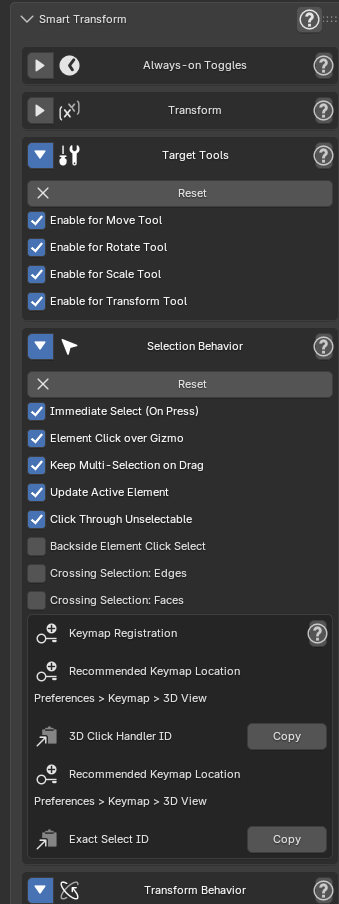 Smart Transform
Always-on Toggles
Transform
Target Tools
Reset
Enable for Move Tool
Enable for Rotate Tool
Enable for Scale Tool
Enable for Transform Tool
Selection Behavior
Reset
Immediate Select (On Press)
Element Click over Gizmo
Keep Multi-Selection on Drag
Update Active Element
Click Through Unselectable
Backside Element Click Select
Crossing Selection: Edges
Crossing Selection: Faces
Keymap Registration
Recommended Keymap Location
Preferences > Keymap > 3D View
3D Click Handler ID Copy
Recommended Keymap Location
Preferences > Keymap > 3D View
Exact Select ID Copy
Transform Behavior